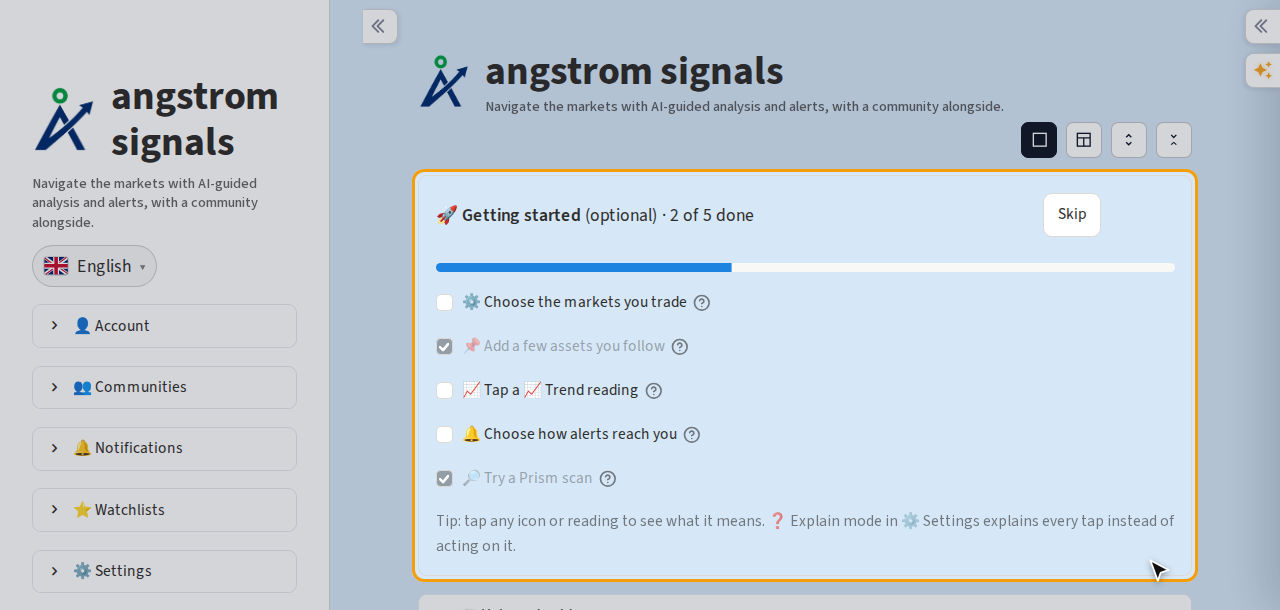 angstrom
signals
Navigate the markets with AI-guided
analysis and alerts, with a community
alongside.
English
Account
Communities
Notifications
Watchlists
Settings
angstrom signals
Navigate the markets with AI-guided analysis and alerts, with a community alongside.
🚀 Getting started (optional) · 2 of 5 done
Skip
⚙️ Choose the markets you trade
📌 Add a few assets you follow
📈 Tap a 📈 Trend reading
🔔 Choose how alerts reach you
🔎 Try a Prism scan
Tip: tap any icon or reading to see what it means. ❓ Explain mode in ⚙️ Settings explains every tap instead of
acting on it.